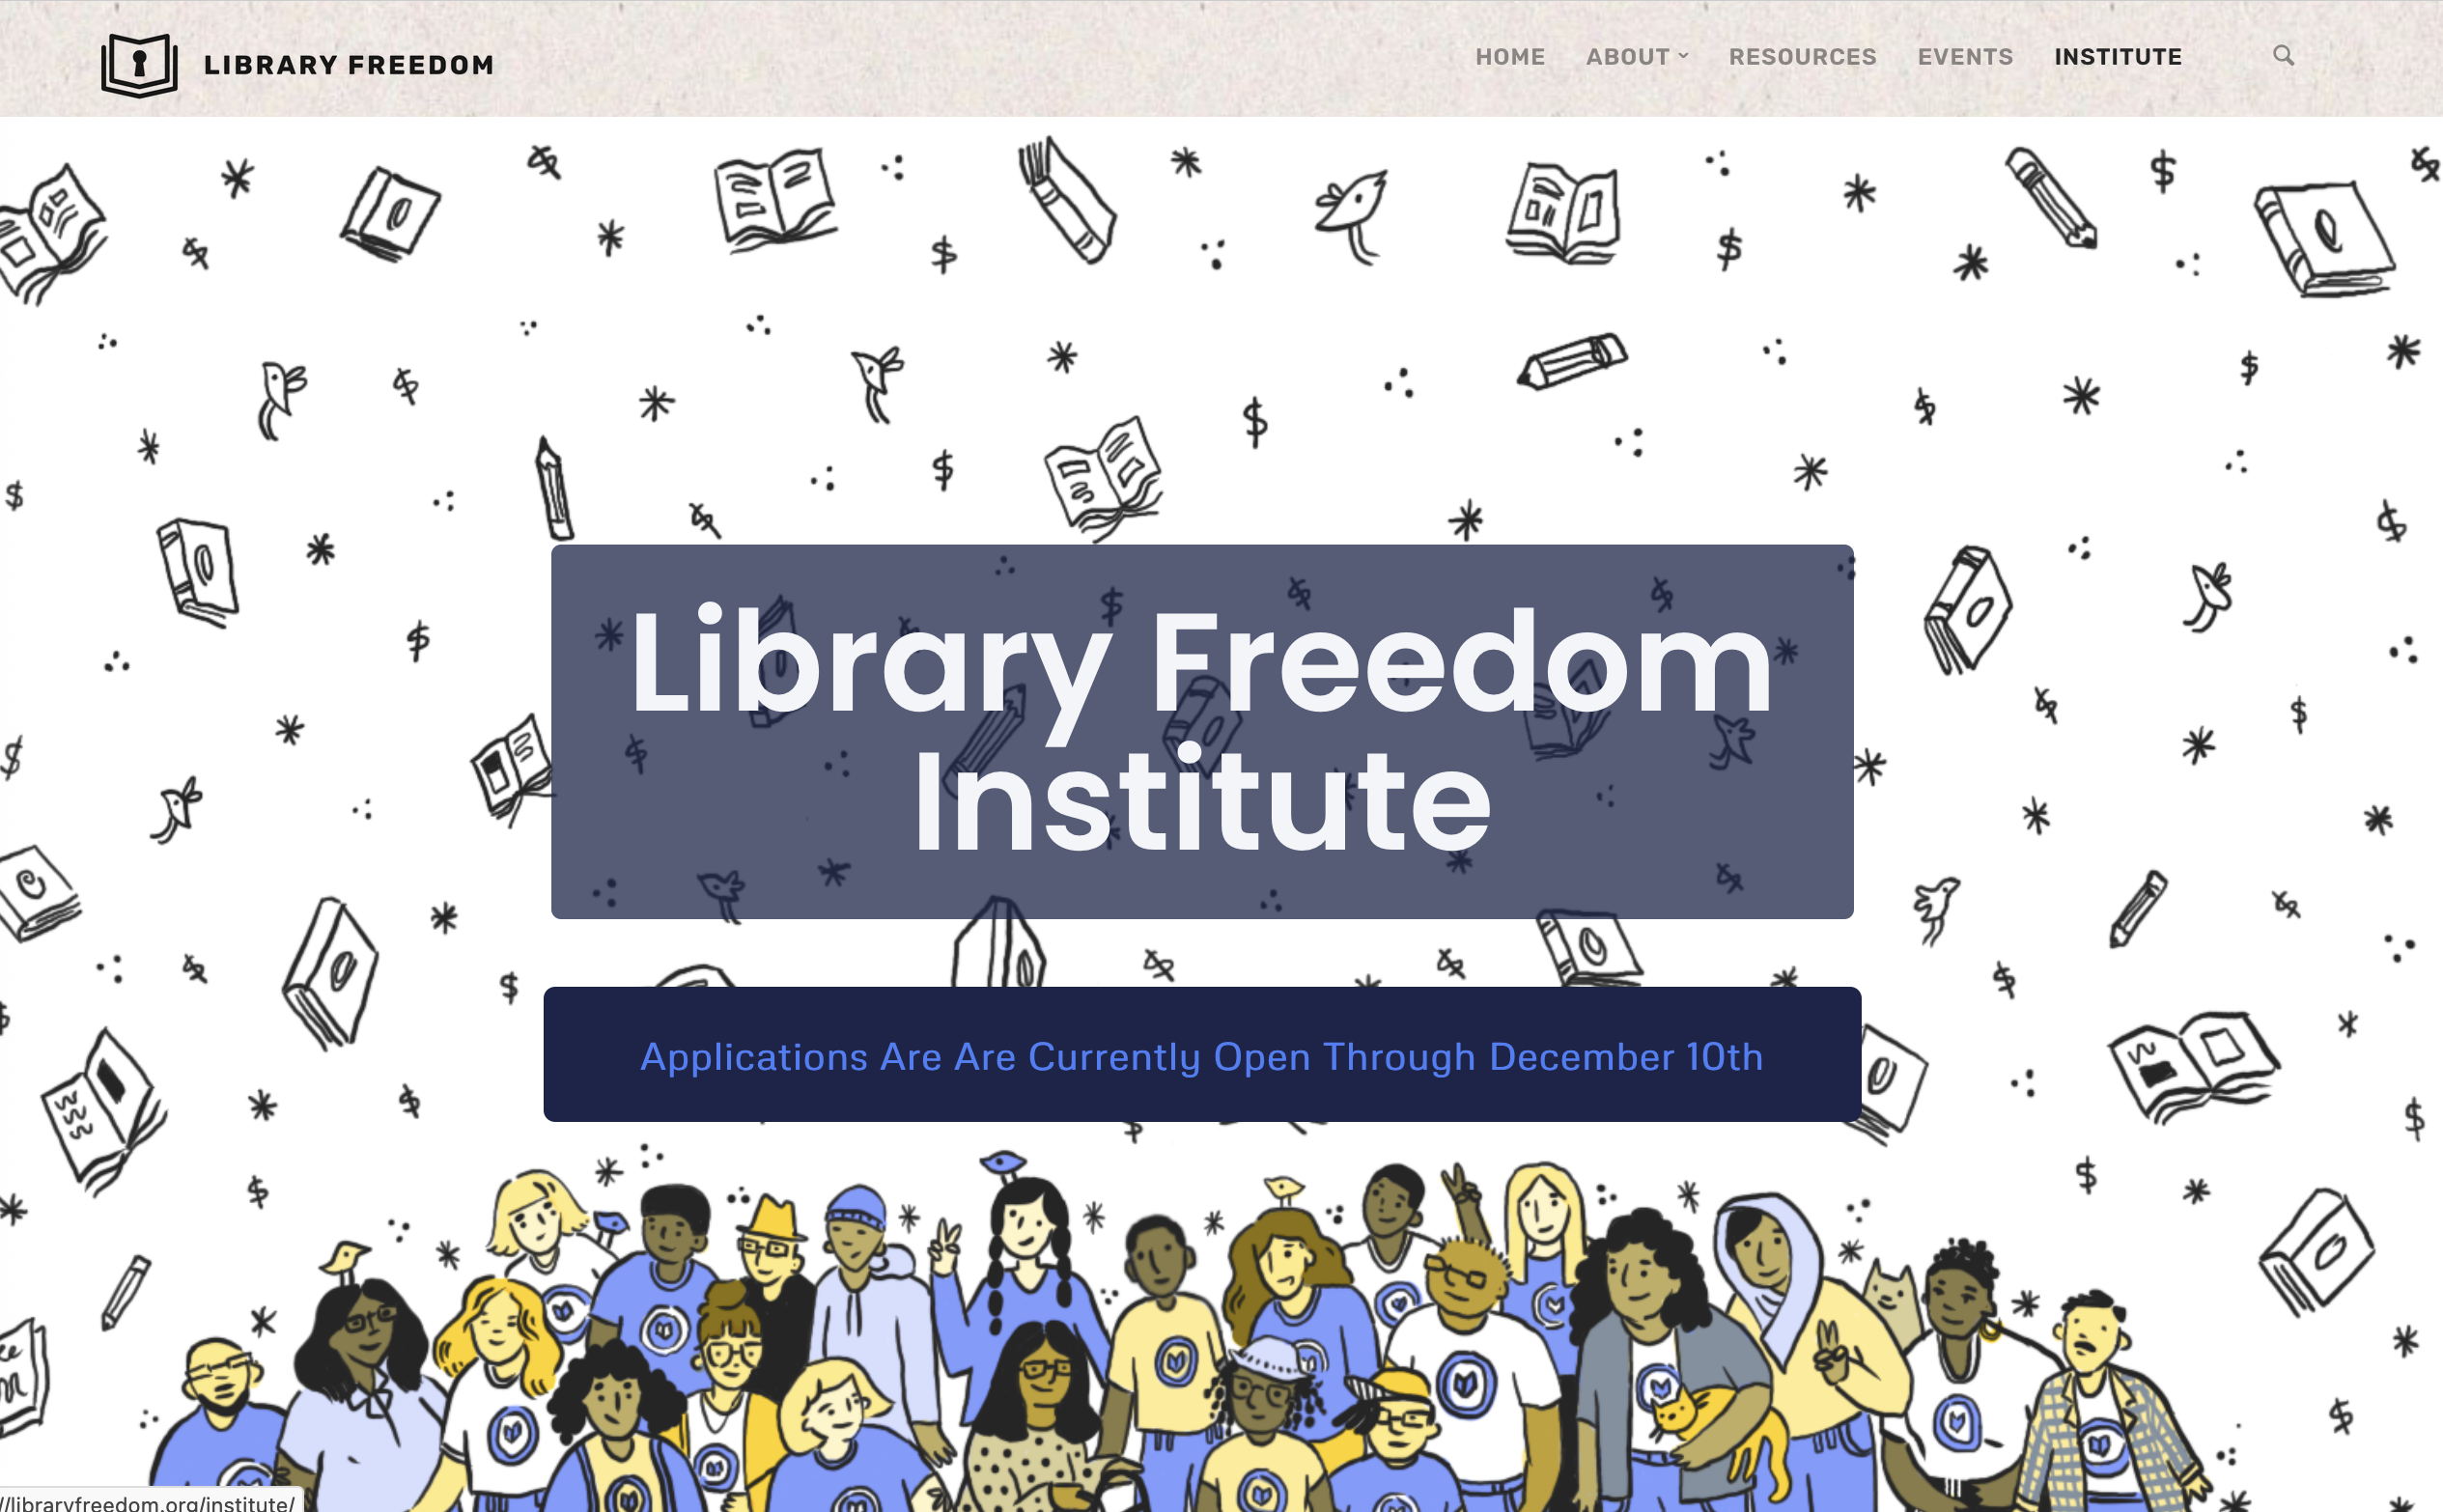 LIBRARY FREEDOM
HOME ABOUT RESOURCES EVENTS INSTITUTE
Library Freedom
Institute
Applications Are Are Currently Open Through December 10th
//libraryfreedom.org/institute/